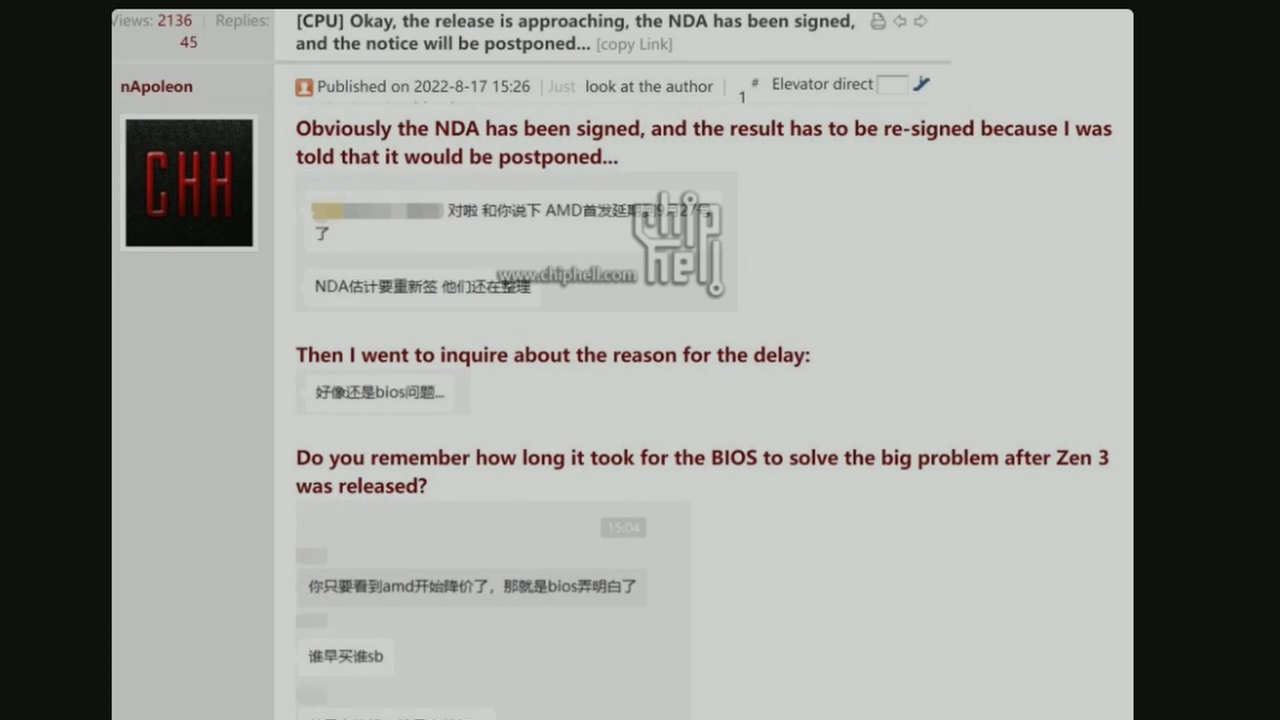 Views: 2136
Replies:
45
[CPU] Okay, the release is approaching, the NDA has been signed,
and the notice will be postponed... [copy Link]
nApoleon
Published on 2022-8-17 15:26 | Just look at the author |
1 #
Elevator direct
CHH
Obviously the NDA has been signed, and the result has to be re-signed because I was
told that it would be postponed...
对啦 和你说下 AMD首发延期到9月27号
了
chip
hell
www.chiphell.com
NDA估计要重新签 他们还在整理
Then I went to inquire about the reason for the delay:
好像还是bios问题...
Do you remember how long it took for the BIOS to solve the big problem after Zen 3
was released?
15:04
你只要看到amd开始降价了，那就是bios弄明白了
谁早买谁sb